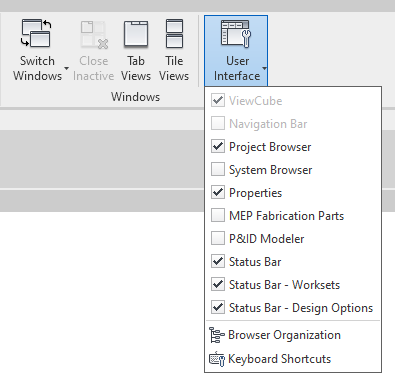 Switch Windows
Close Inactive
Tab Views
Tile Views
User Interface
Windows
ViewCube
Navigation Bar
Project Browser
System Browser
Properties
MEP Fabrication Parts
P&ID Modeler
Status Bar
Status Bar - Worksets
Status Bar - Design Options
Browser Organization
Keyboard Shortcuts